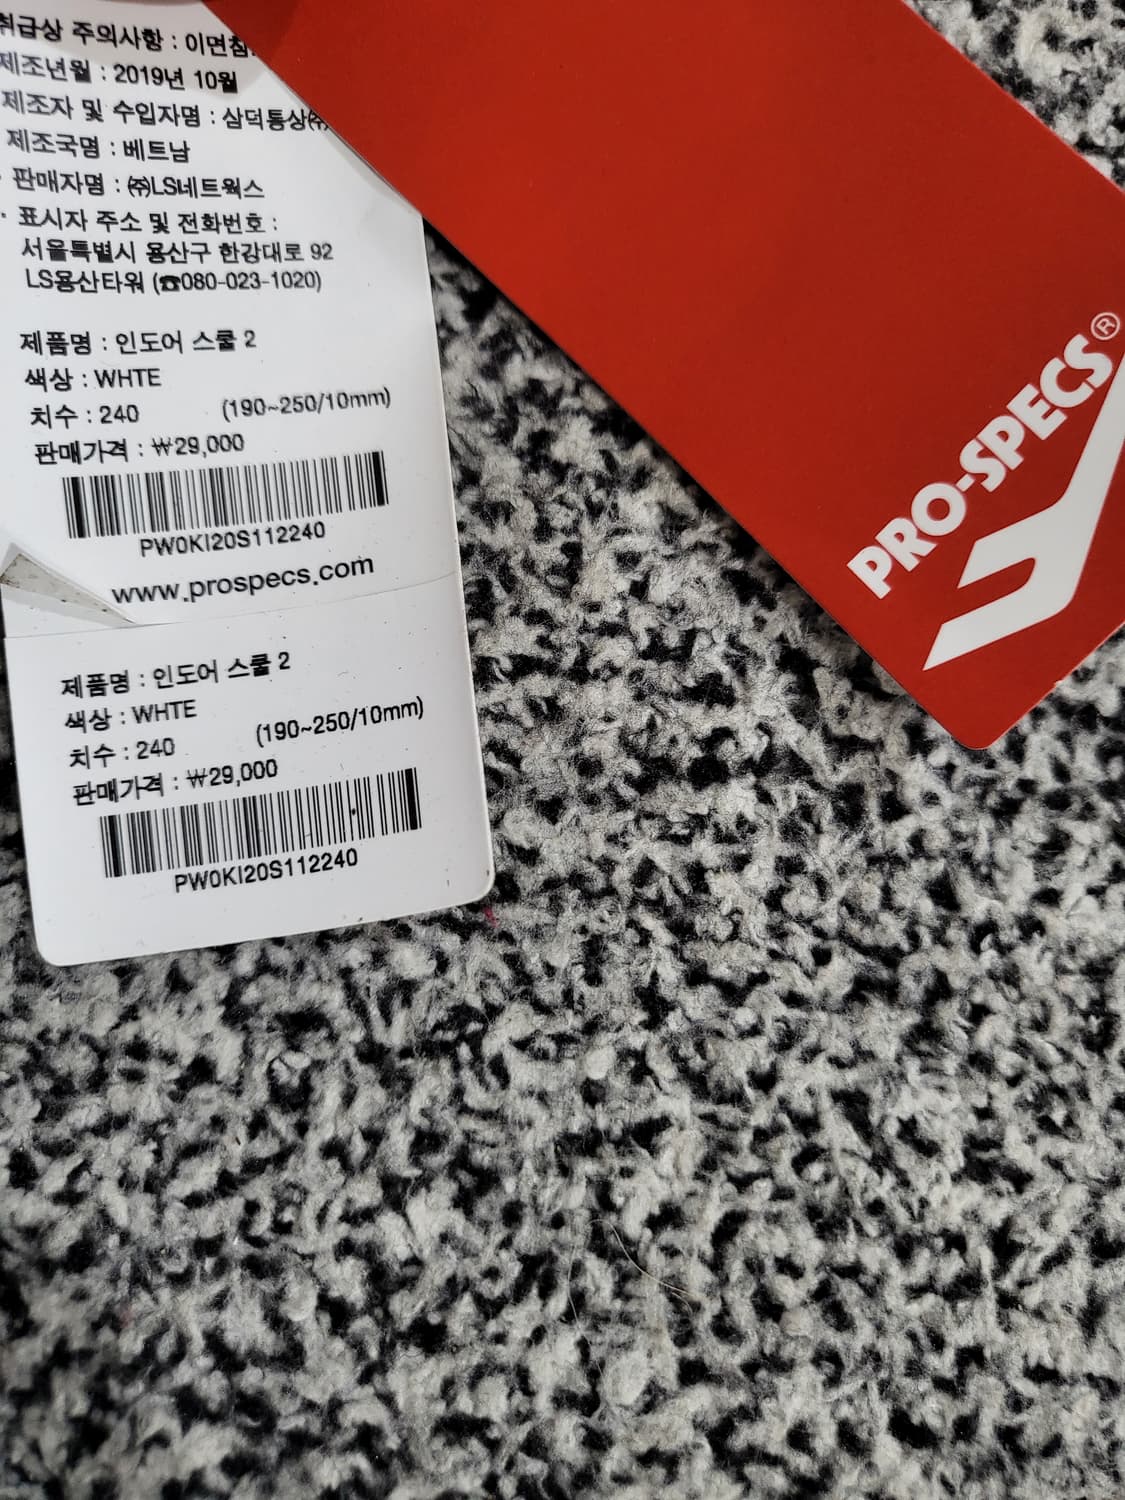 취급상 주의사항 : 이면참
제조년월 : 2019년 10월
제조자 및 수입자명 : 삼덕통상㈜
제조국명 : 베트남
· 판매자명 : ㈜LS네트웍스
· 표시자 주소 및 전화번호 :
서울특별시 용산구 한강대로 92
LS용산타워 (☎080-023-1020)
제품명 : 인도어 스쿨 2
색상 : WHTE
치수 : 240 (190~250/10mm)
판매가격 : ₩29,000
PW0KI20S112240
www.prospecs.com
제품명 : 인도어 스쿨 2
색상 : WHTE
치수 : 240 (190~250/10mm)
판매가격 : ₩29,000
PW0KI20S112240
PRO-SPECS®